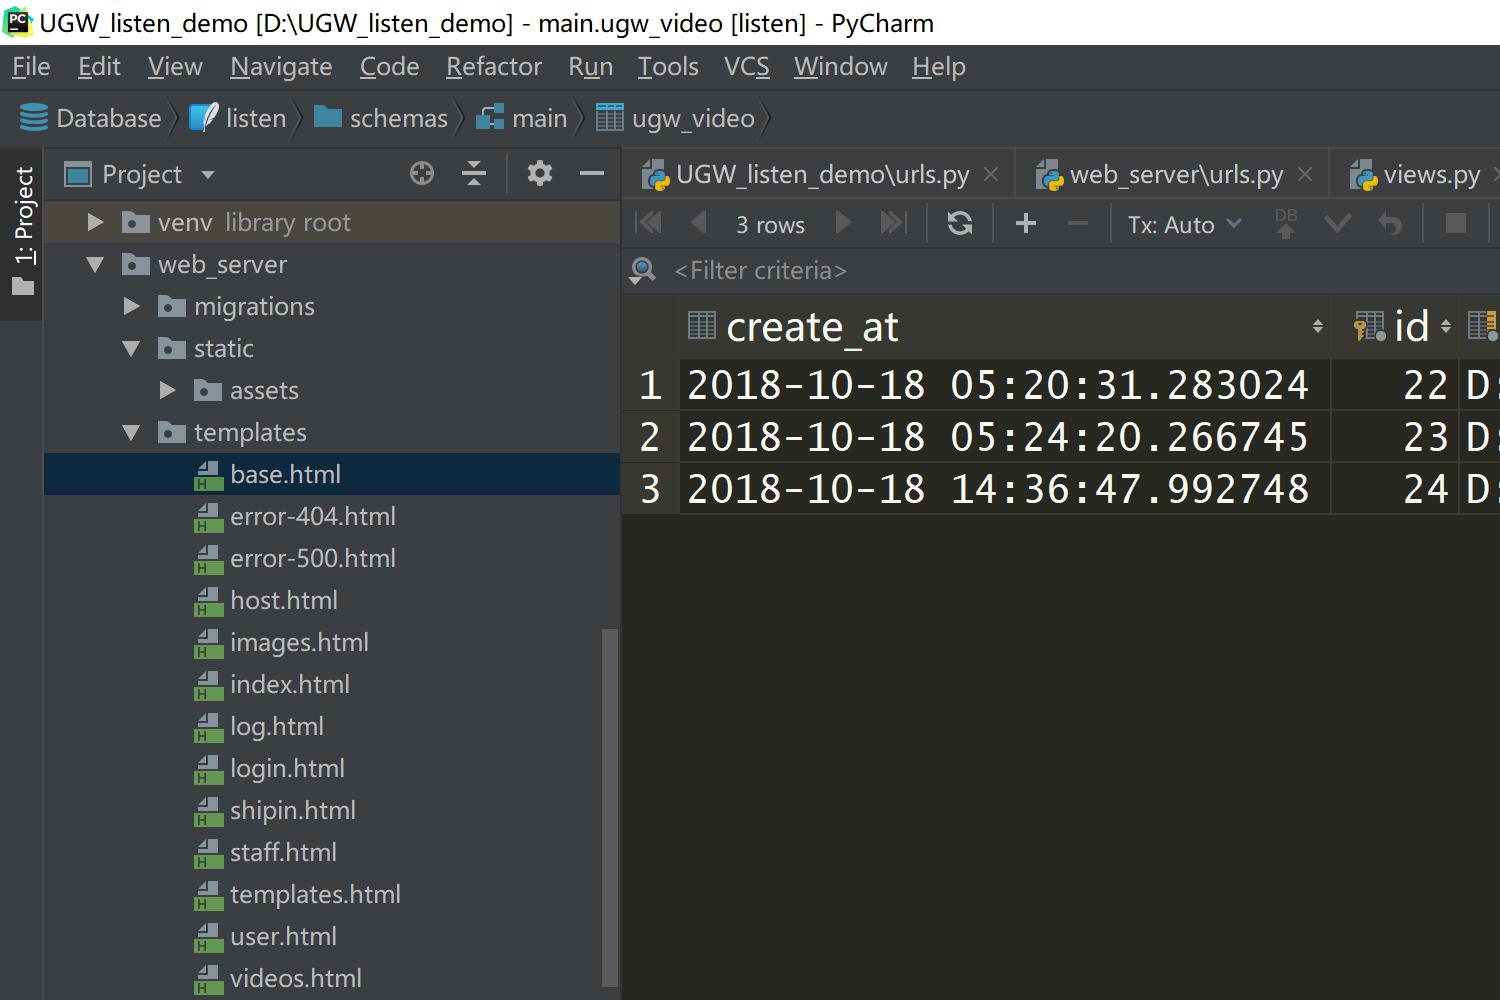 UGW_listen_demo [D:\UGW_listen_demo] - main.ugw_video [listen] - PyCharm
File Edit View Navigate Code Refactor Run Tools VCS Window Help
Database listen schemas main ugw_video
1: Project
Project
UGW_listen_demo\urls.py web_server\urls.py views.py
venv library root
3 rows Tx: Auto DB
web_server
<Filter criteria>
migrations
create_at id
static
1 2018-10-18 05:20:31.283024 22 D:
assets
2 2018-10-18 05:24:20.266745 23 D:
templates
3 2018-10-18 14:36:47.992748 24 D:
base.html
error-404.html
error-500.html
host.html
images.html
index.html
log.html
login.html
shipin.html
staff.html
templates.html
user.html
videos.html